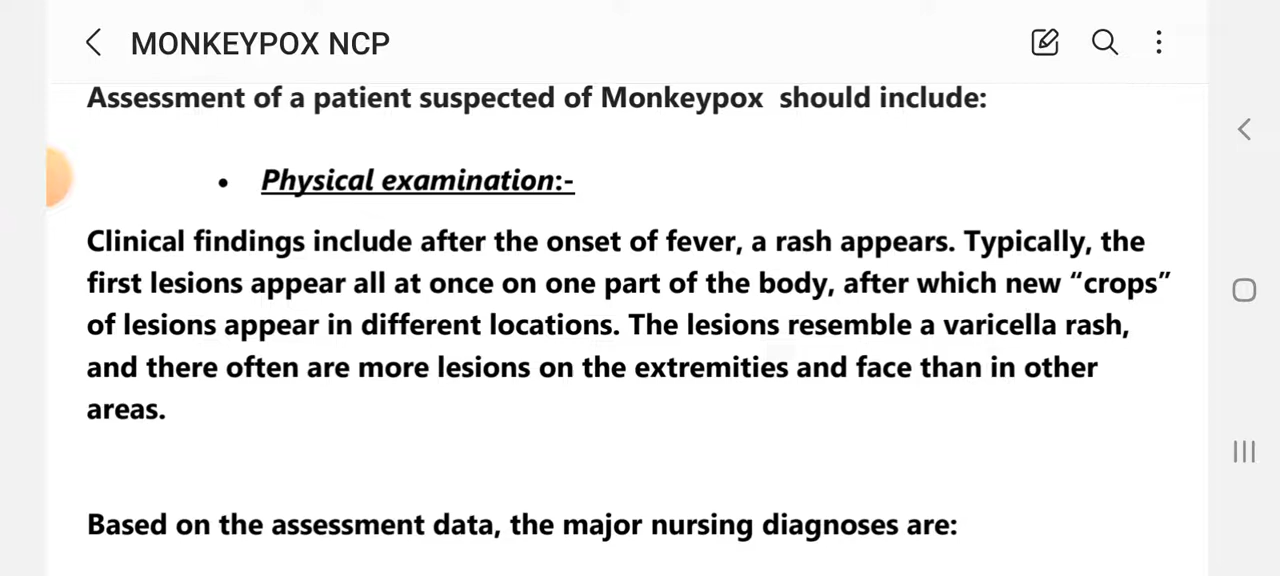 MONKEYPOX NCP
Assessment of a patient suspected of Monkeypox should include:
• Physical examination:-
Clinical findings include after the onset of fever, a rash appears. Typically, the
first lesions appear all at once on one part of the body, after which new “crops”
of lesions appear in different locations. The lesions resemble a varicella rash,
and there often are more lesions on the extremities and face than in other
areas.
Based on the assessment data, the major nursing diagnoses are: